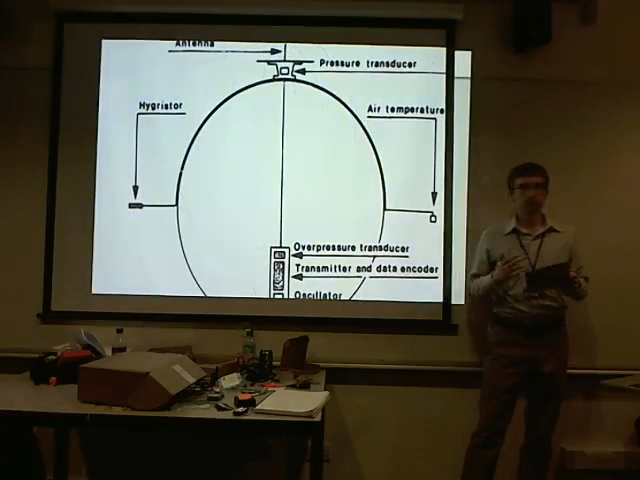 Antenna
Pressure transducer
Hygristor
Air temperature
Overpressure transducer
Transmitter and data encoder
Oscillator